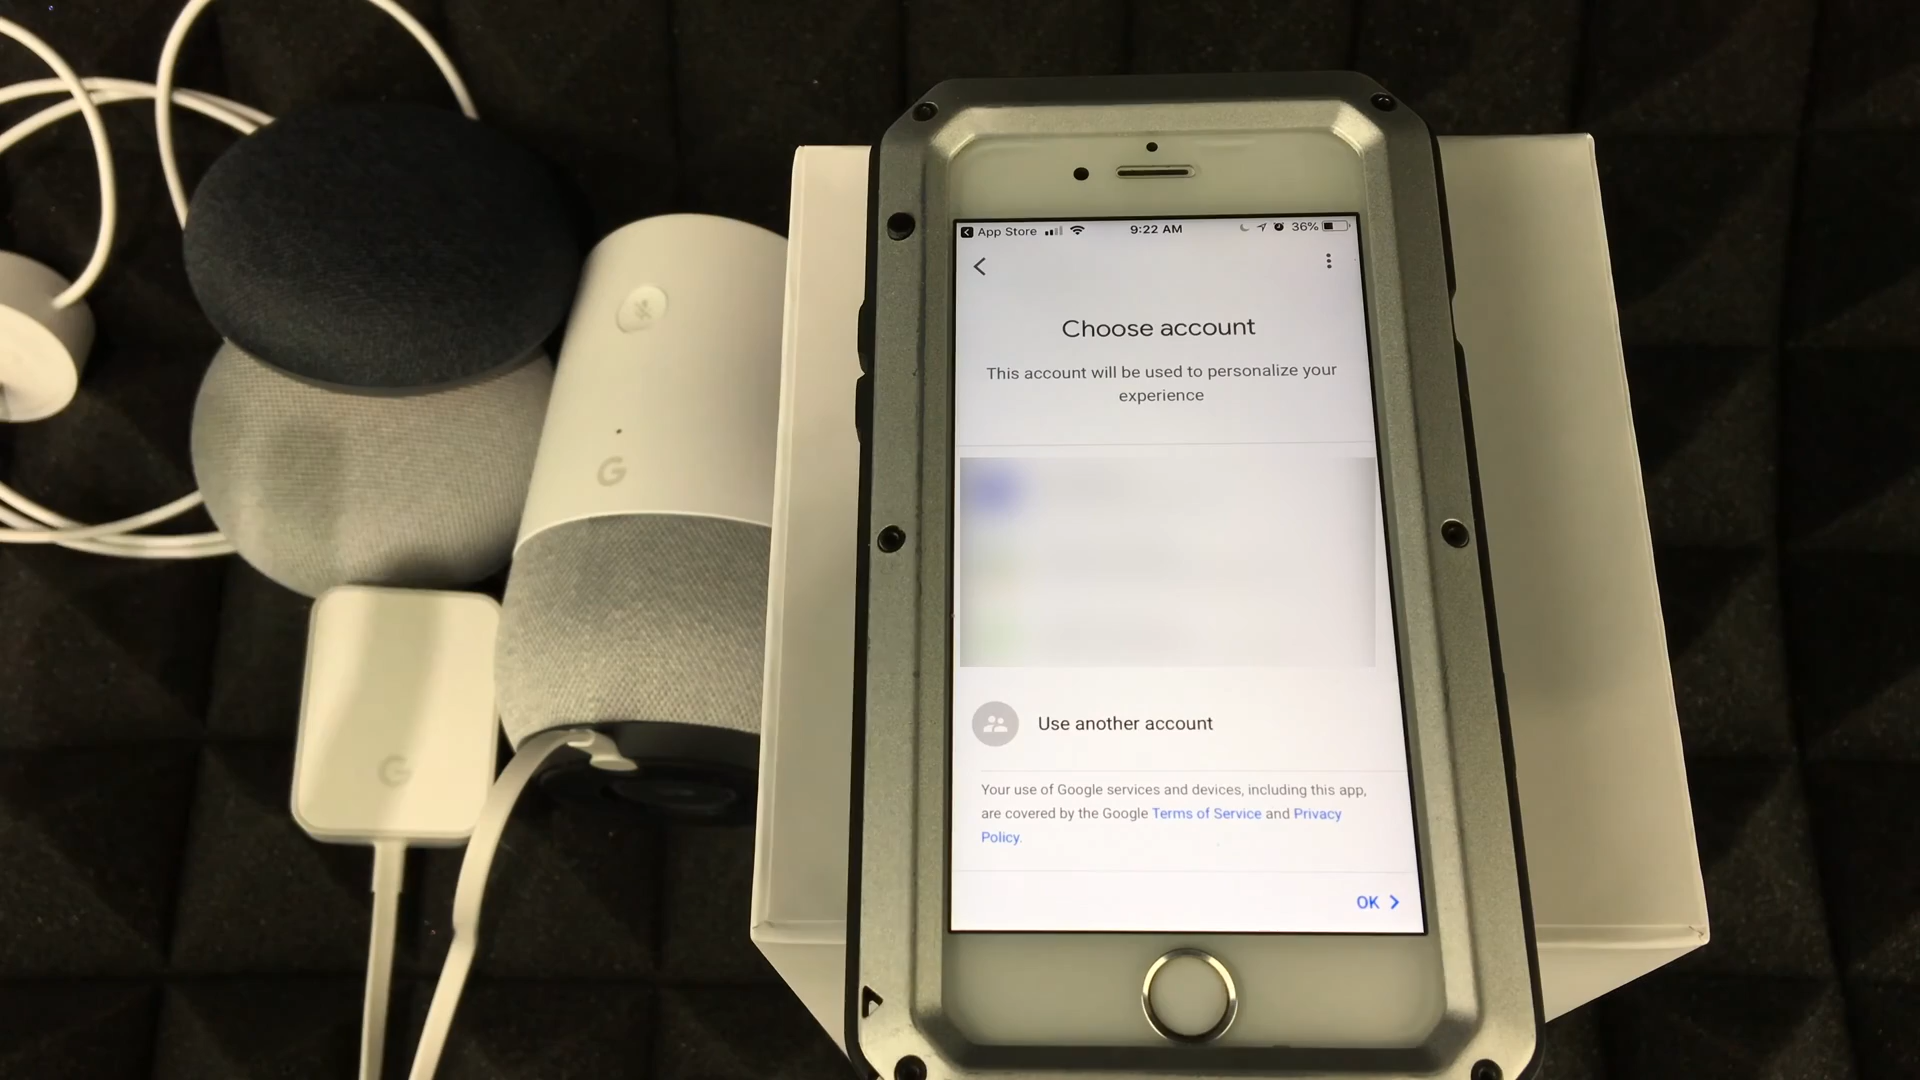 App Store 9:22 AM 36%
Choose account
This account will be used to personalize your
experience
Use another account
Your use of Google services and devices, including this app,
are covered by the Google Terms of Service and Privacy
Policy.
OK
G
G